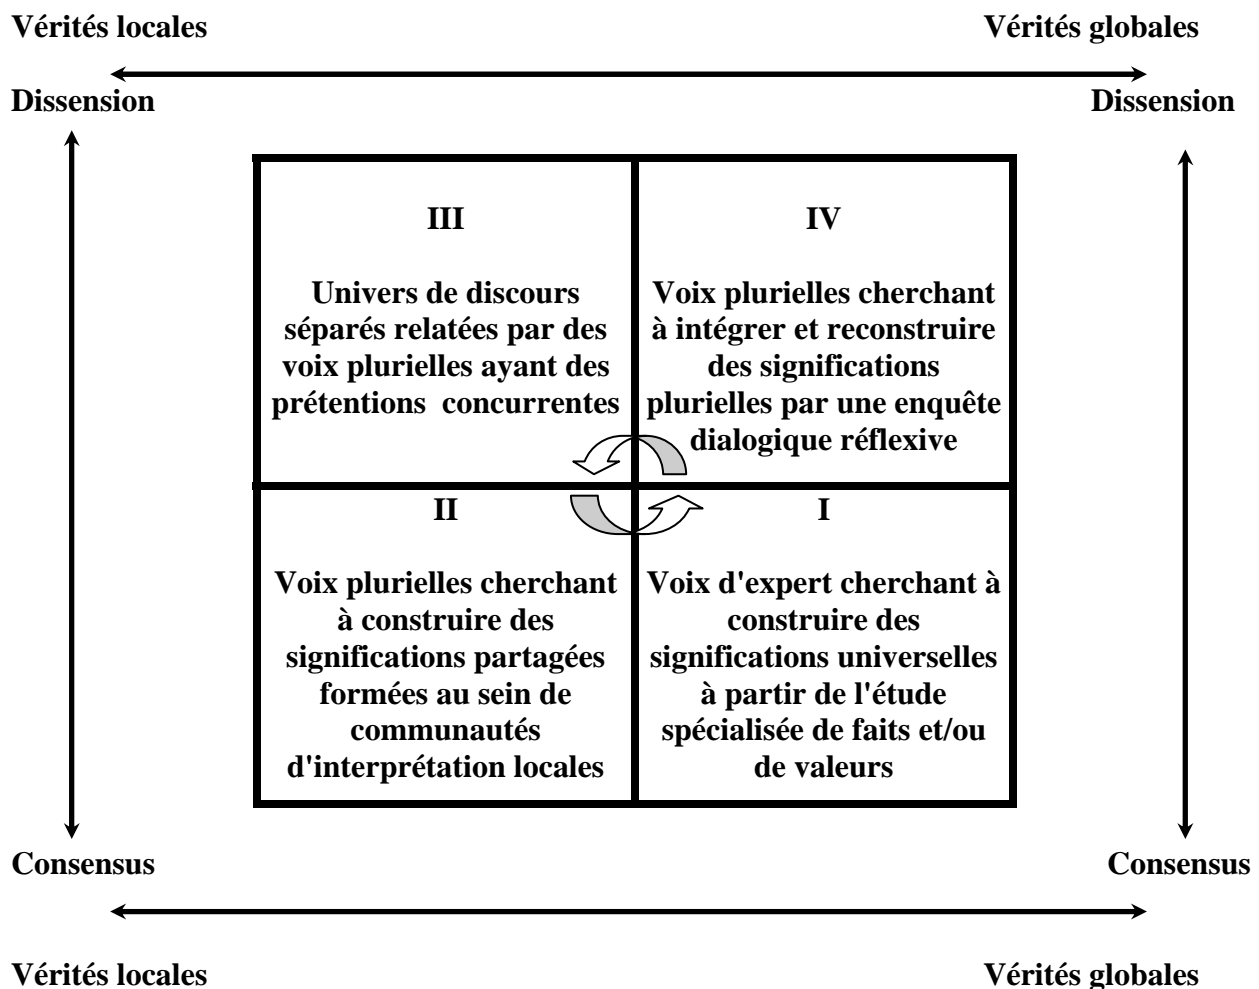 Vérités locales
Vérités globales
Dissension
Dissension
III
Univers de discours
séparés relatées par des
voix plurielles ayant des
prétentions concurrentes
IV
Voix plurielles cherchant
à intégrer et reconstruire
des significations
plurielles par une enquête
dialogique réflexive
II
Voix plurielles cherchant
à construire des
significations partagées
formées au sein de
communautés
d'interprétation locales
I
Voix d'expert cherchant à
construire des
significations universelles
à partir de l'étude
spécialisée de faits et/ou
de valeurs
Consensus
Consensus
Vérités locales
Vérités globales